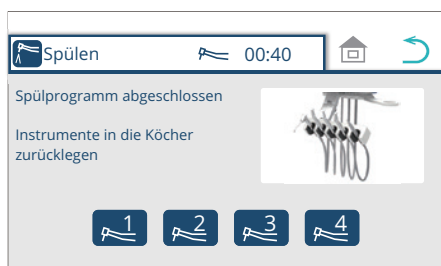 Spülen 00:40
Spülprogramm abgeschlossen
Instrumente in die Köcher
zurücklegen
1 2 3 4